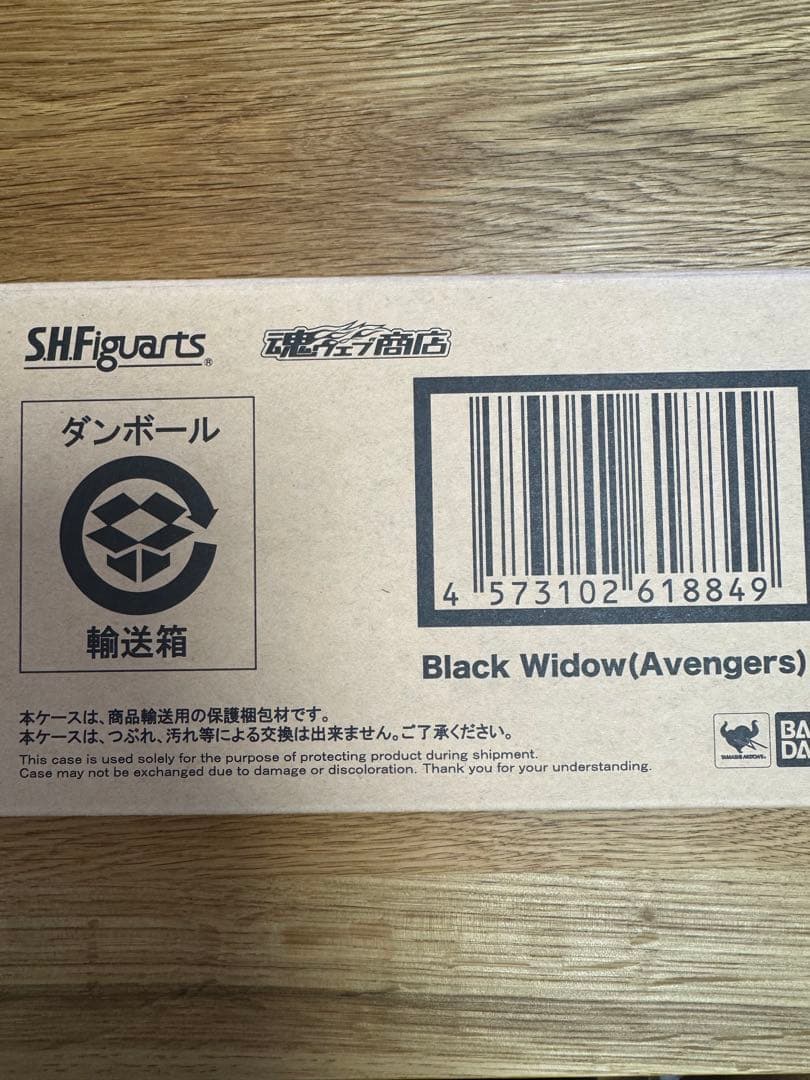 S.H.Figuarts®
魂ウェブ商店
ダンボール
輸送箱
4 573102 618849
Black Widow(Avengers)
本ケースは、商品輸送用の保護梱包材です。
本ケースは、つぶれ、汚れ等による交換は出来ません。ご了承ください。
This case is used solely for the purpose of protecting product during shipment.
Case may not be exchanged due to damage or discoloration. Thank you for your understanding.
TAMASHII NATIONS
BA
DA